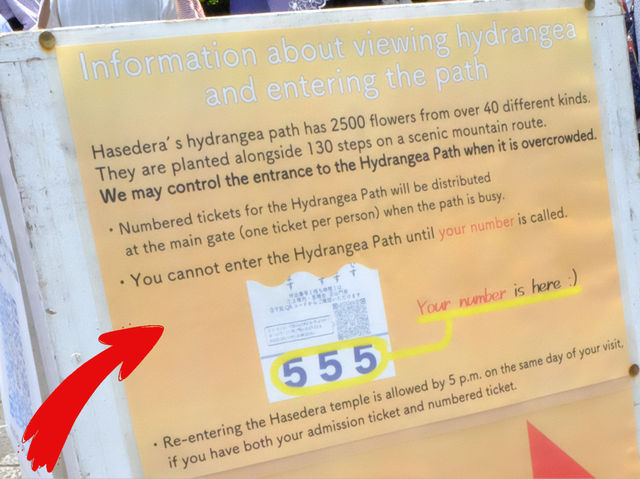 Information about viewing hydrangea
and entering the path
Hasedera's hydrangea path has 2500 flowers from over 40 different kinds.
They are planted alongside 130 steps on a scenic mountain route.
We may control the entrance to the Hydrangea Path when it is overcrowded.
・Numbered tickets for the Hydrangea Path will be distributed
at the main gate (one ticket per person) when the path is busy.
・You cannot enter the Hydrangea Path until your number is called.
Your number is here :)
555
・Re-entering the Hasedera temple is allowed by 5 p.m. on the same day of your visit,
if you have both your admission ticket and numbered ticket.